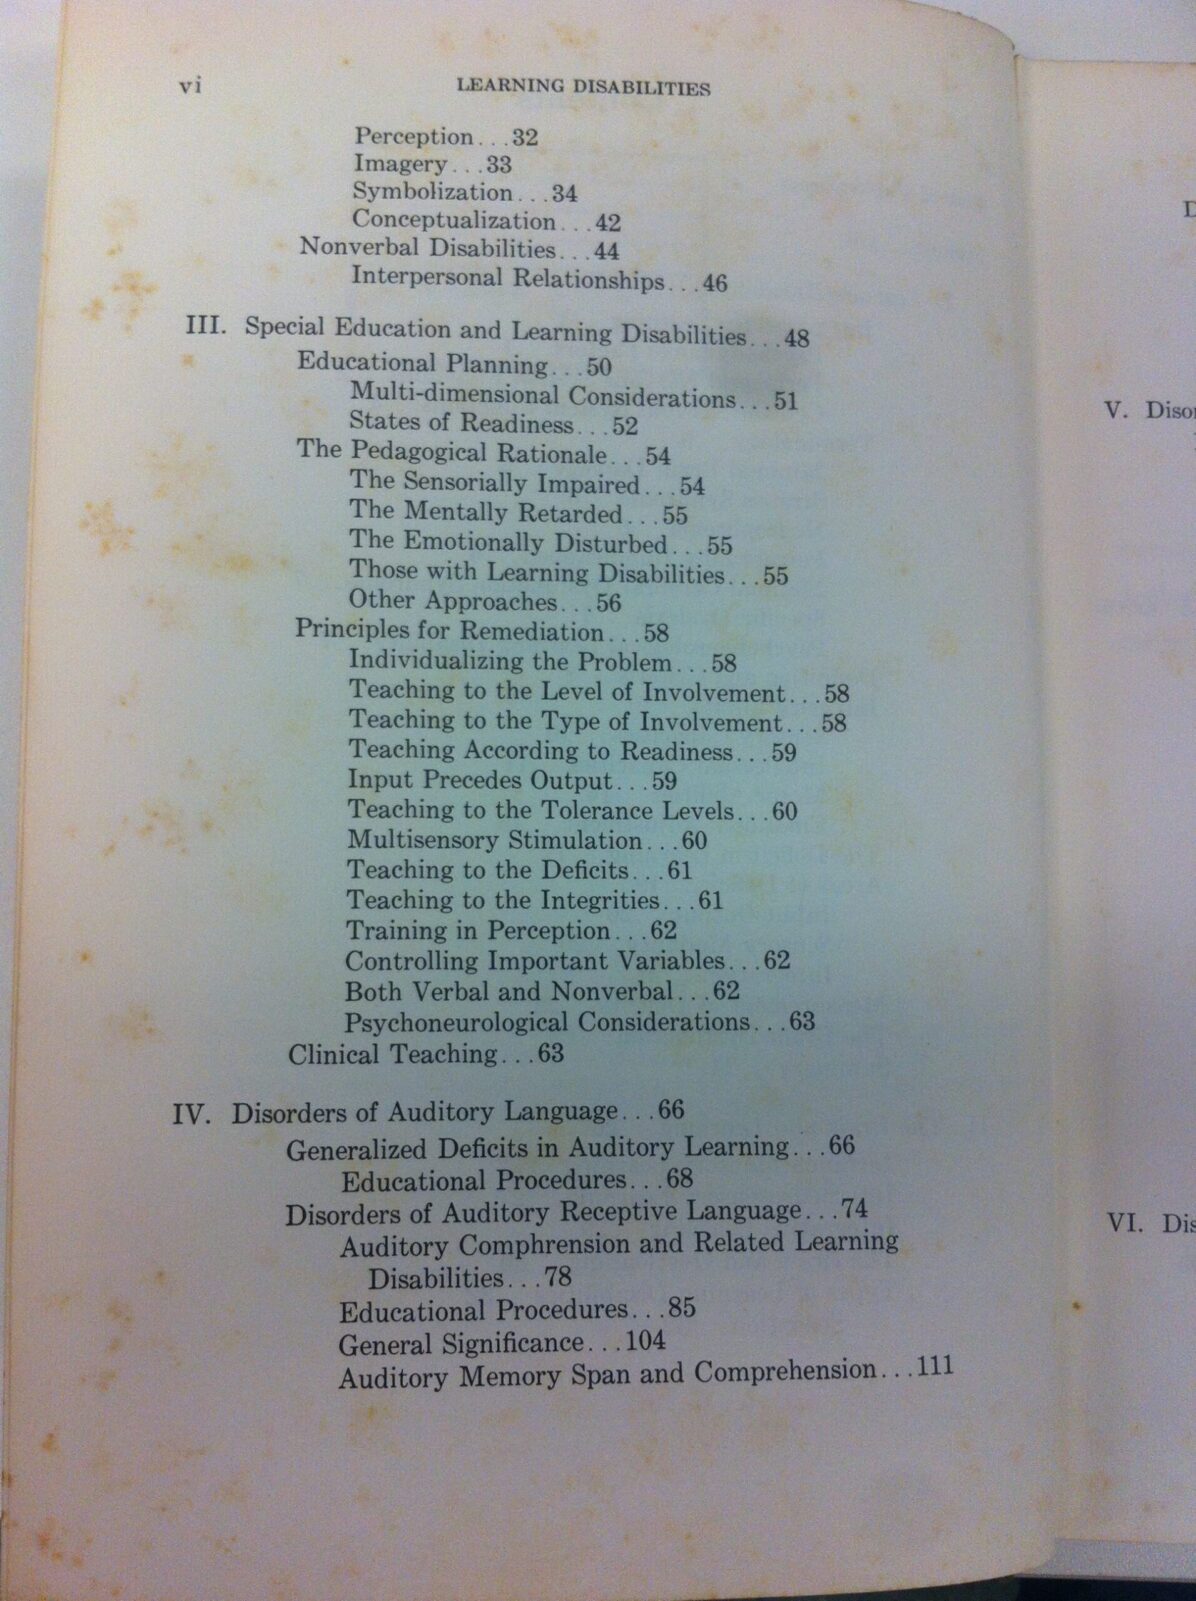 vi LEARNING DISABILITIES
Perception...32
Imagery...33
Symbolization...34
Conceptualization...42
Nonverbal Disabilities...44
Interpersonal Relationships...46
III. Special Education and Learning Disabilities...48
Educational Planning...50
Multi-dimensional Considerations...51
States of Readiness...52
The Pedagogical Rationale...54
The Sensorially Impaired...54
The Mentally Retarded...55
The Emotionally Disturbed...55
Those with Learning Disabilities...55
Other Approaches...56
Principles for Remediation...58
Individualizing the Problem...58
Teaching to the Level of Involvement...58
Teaching to the Type of Involvement...58
Teaching According to Readiness...59
Input Precedes Output...59
Teaching to the Tolerance Levels...60
Multisensory Stimulation...60
Teaching to the Deficits...61
Teaching to the Integrities...61
Training in Perception...62
Controlling Important Variables...62
Both Verbal and Nonverbal...62
Psychoneurological Considerations...63
Clinical Teaching...63
IV. Disorders of Auditory Language...66
Generalized Deficits in Auditory Learning...66
Educational Procedures...68
Disorders of Auditory Receptive Language...74
Auditory Comphrension and Related Learning
Disabilities...78
Educational Procedures...85
General Significance...104
Auditory Memory Span and Comprehension...111
V.
VI.